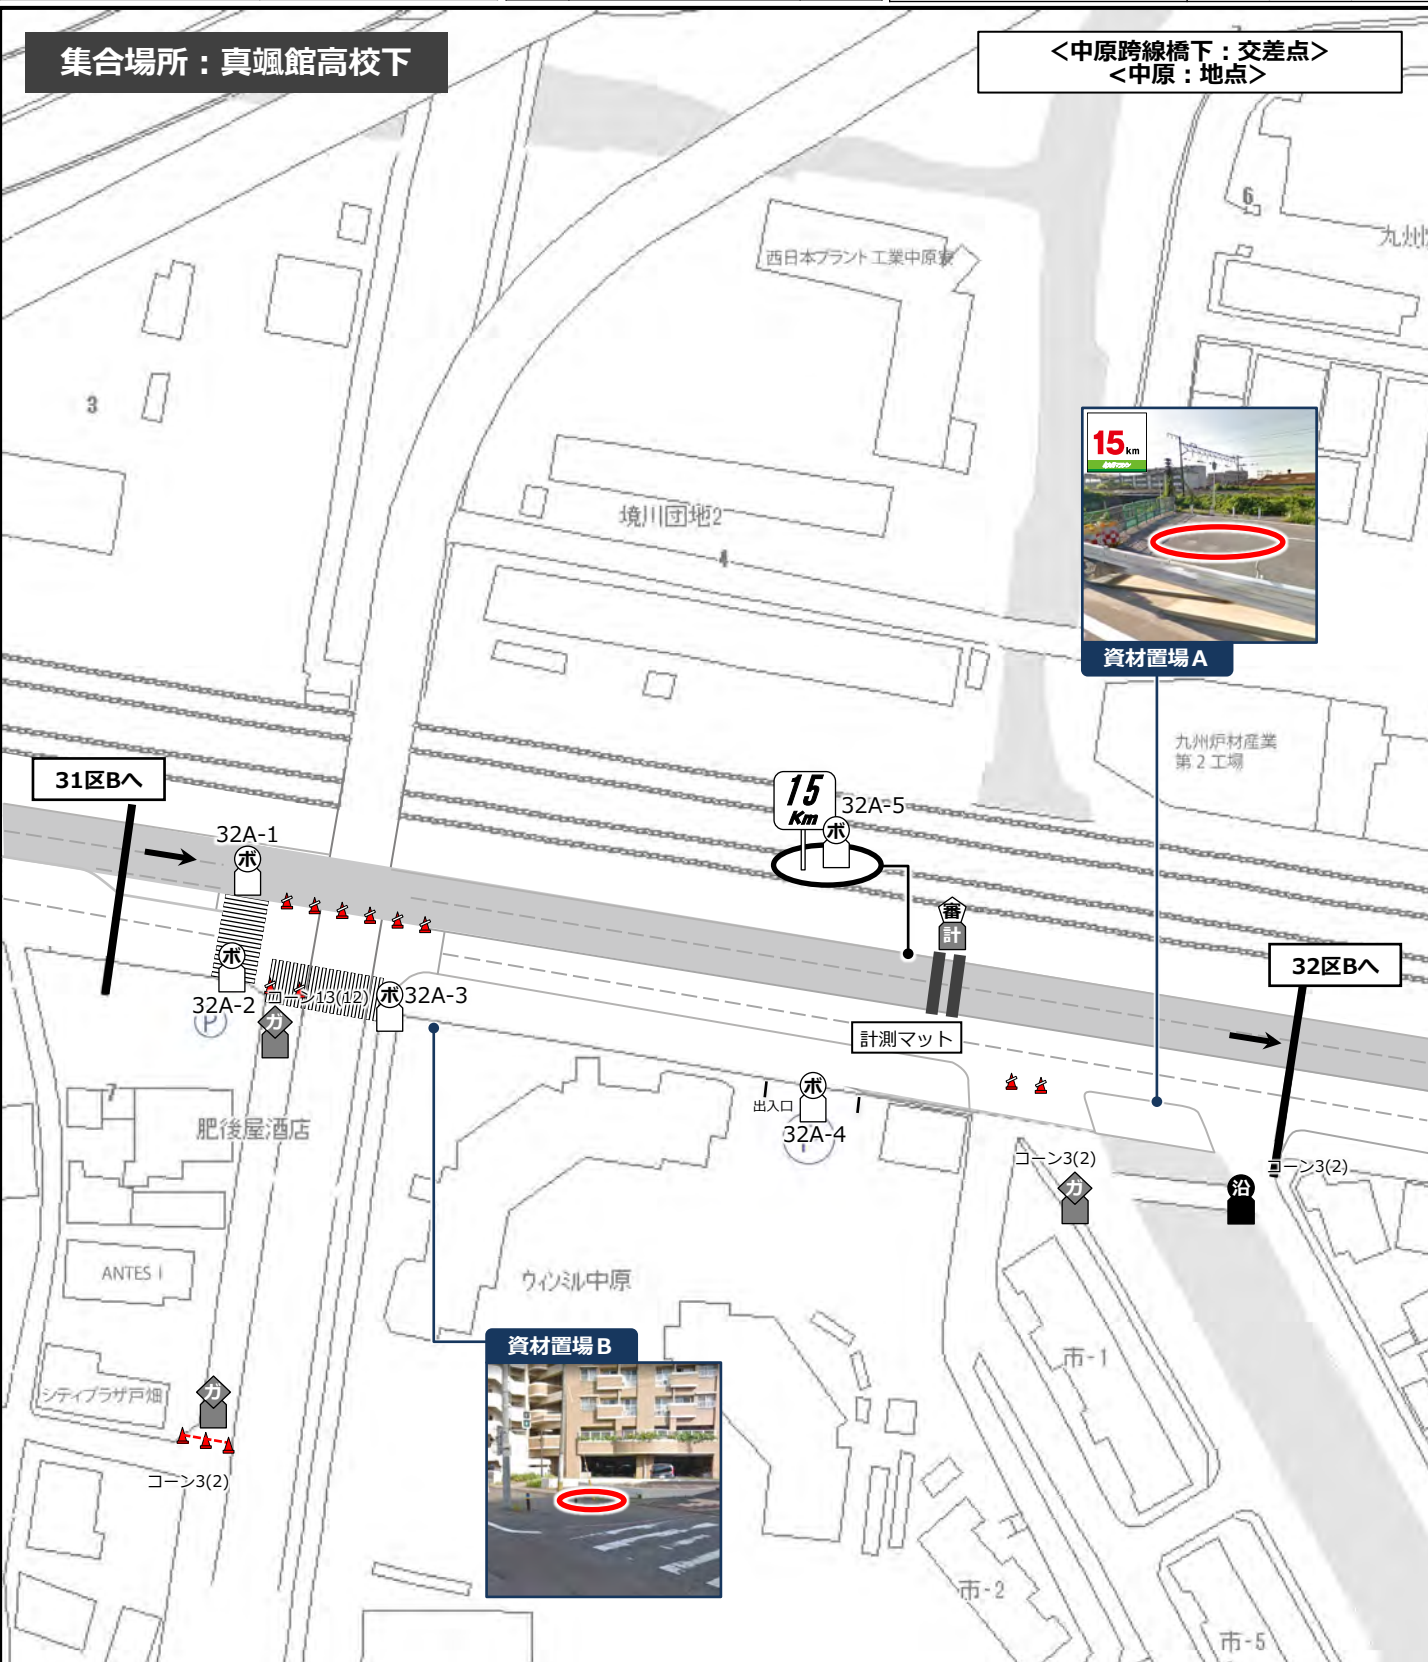 集合場所：真颯館高校下
<中原跨線橋下：交差点>
<中原：地点>
6
九州
西日本プラント工業中原寮
3
15km
境川団地2
4
資材置場A
九州炉材産業
第2工場
31区Bへ
15
Km
32A-5
ボ
32A-1
ボ
審
計
32区Bへ
ボ
32A-2
コーン13(12)
ボ
32A-3
P
ガ
計測マット
7
出入口
ボ
32A-4
肥後屋酒店
コーン3(2)
コーン3(2)
ガ
沿
ANTES I
ウィンミル中原
資材置場B
市-1
シティプラザ戸畑
ガ
コーン3(2)
市-2
市-5